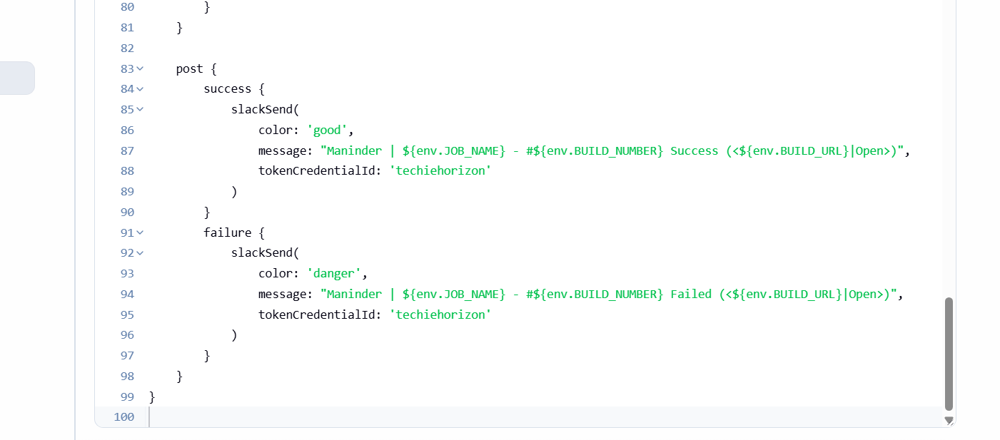 80         }
81     }
82
83     post {
84         success {
85             slackSend(
86                 color: 'good',
87                 message: "Maninder | ${env.JOB_NAME} - #${env.BUILD_NUMBER} Success (<${env.BUILD_URL}|Open>)",
88                 tokenCredentialId: 'techiehorizon'
89             )
90         }
91         failure {
92             slackSend(
93                 color: 'danger',
94                 message: "Maninder | ${env.JOB_NAME} - #${env.BUILD_NUMBER} Failed (<${env.BUILD_URL}|Open>)",
95                 tokenCredentialId: 'techiehorizon'
96             )
97         }
98     }
99 }
100